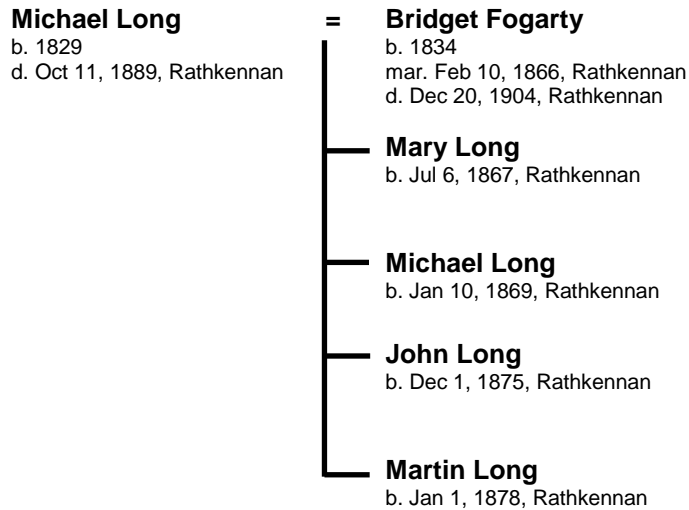 Michael Long = Bridget Fogarty
b. 1829
d. Oct 11, 1889, Rathkennan
b. 1834
mar. Feb 10, 1866, Rathkennan
d. Dec 20, 1904, Rathkennan
Mary Long
b. Jul 6, 1867, Rathkennan
Michael Long
b. Jan 10, 1869, Rathkennan
John Long
b. Dec 1, 1875, Rathkennan
Martin Long
b. Jan 1, 1878, Rathkennan